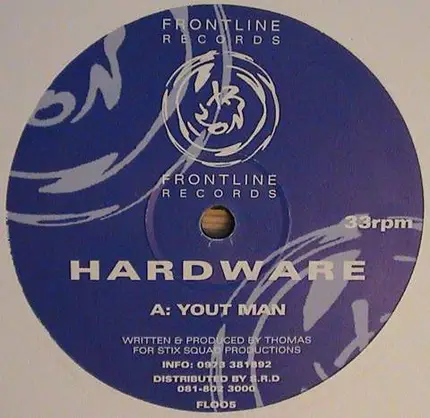 FRONTLINE
RECORDS
FRONTLINE
RECORDS
33rpm
HARDWARE
A: YOUT MAN
WRITTEN & PRODUCED BY THOMAS
FOR STIX SQUAD PRODUCTIONS
INFO: 0973 381892
DISTRIBUTED BY S.R.D
081-802 3000
FL005